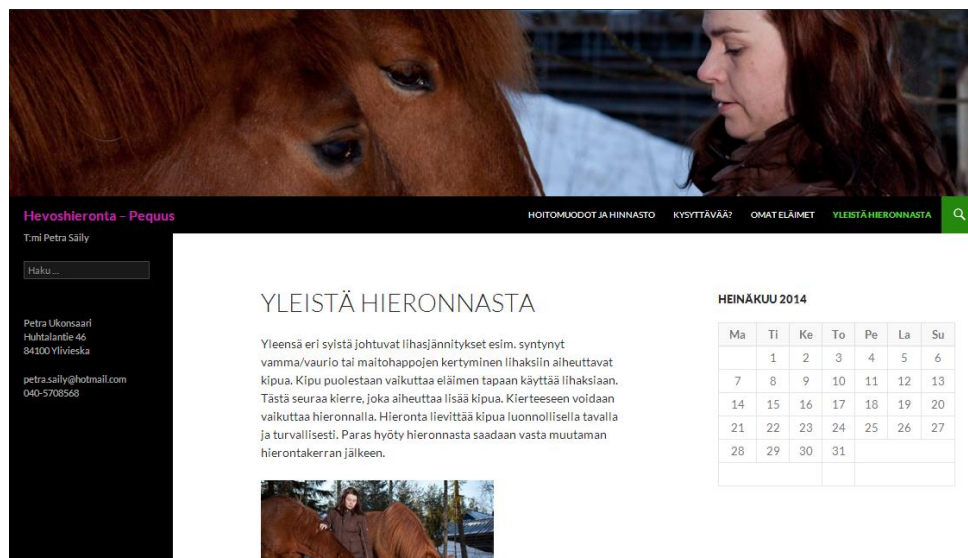 Hevoshieronta – Pequus
HOITOMUODOT JA HINNASTO KYSYTTÄVÄÄ? OMAT ELÄIMET YLEISTÄ HIERONNASTA
T:mi Petra Säily
Haku ...
Petra Ukonsaari
Huhtalantie 46
84100 Ylivieska
petra.saily@hotmail.com
040-5708568
YLEISTÄ HIERONNASTA
Yleensä eri syistä johtuvat lihasjännitykset esim. syntynyt
vamma/vaurio tai maitohappojen kertyminen lihaksiin aiheuttavat
kipua. Kipu puolestaan vaikuttaa eläimen tapaan käyttää lihaksiaan.
Tästä seuraa kierre, joka aiheuttaa lisää kipua. Kierteeseen voidaan
vaikuttaa hieronnalla. Hieronta lievittää kipua luonnollisella tavalla
ja turvallisesti. Paras hyöty hieronnasta saadaan vasta muutaman
hierontakerran jälkeen.
HEINÄKUU 2014
Ma Ti Ke To Pe La Su
1 2 3 4 5 6
7 8 9 10 11 12 13
14 15 16 17 18 19 20
21 22 23 24 25 26 27
28 29 30 31